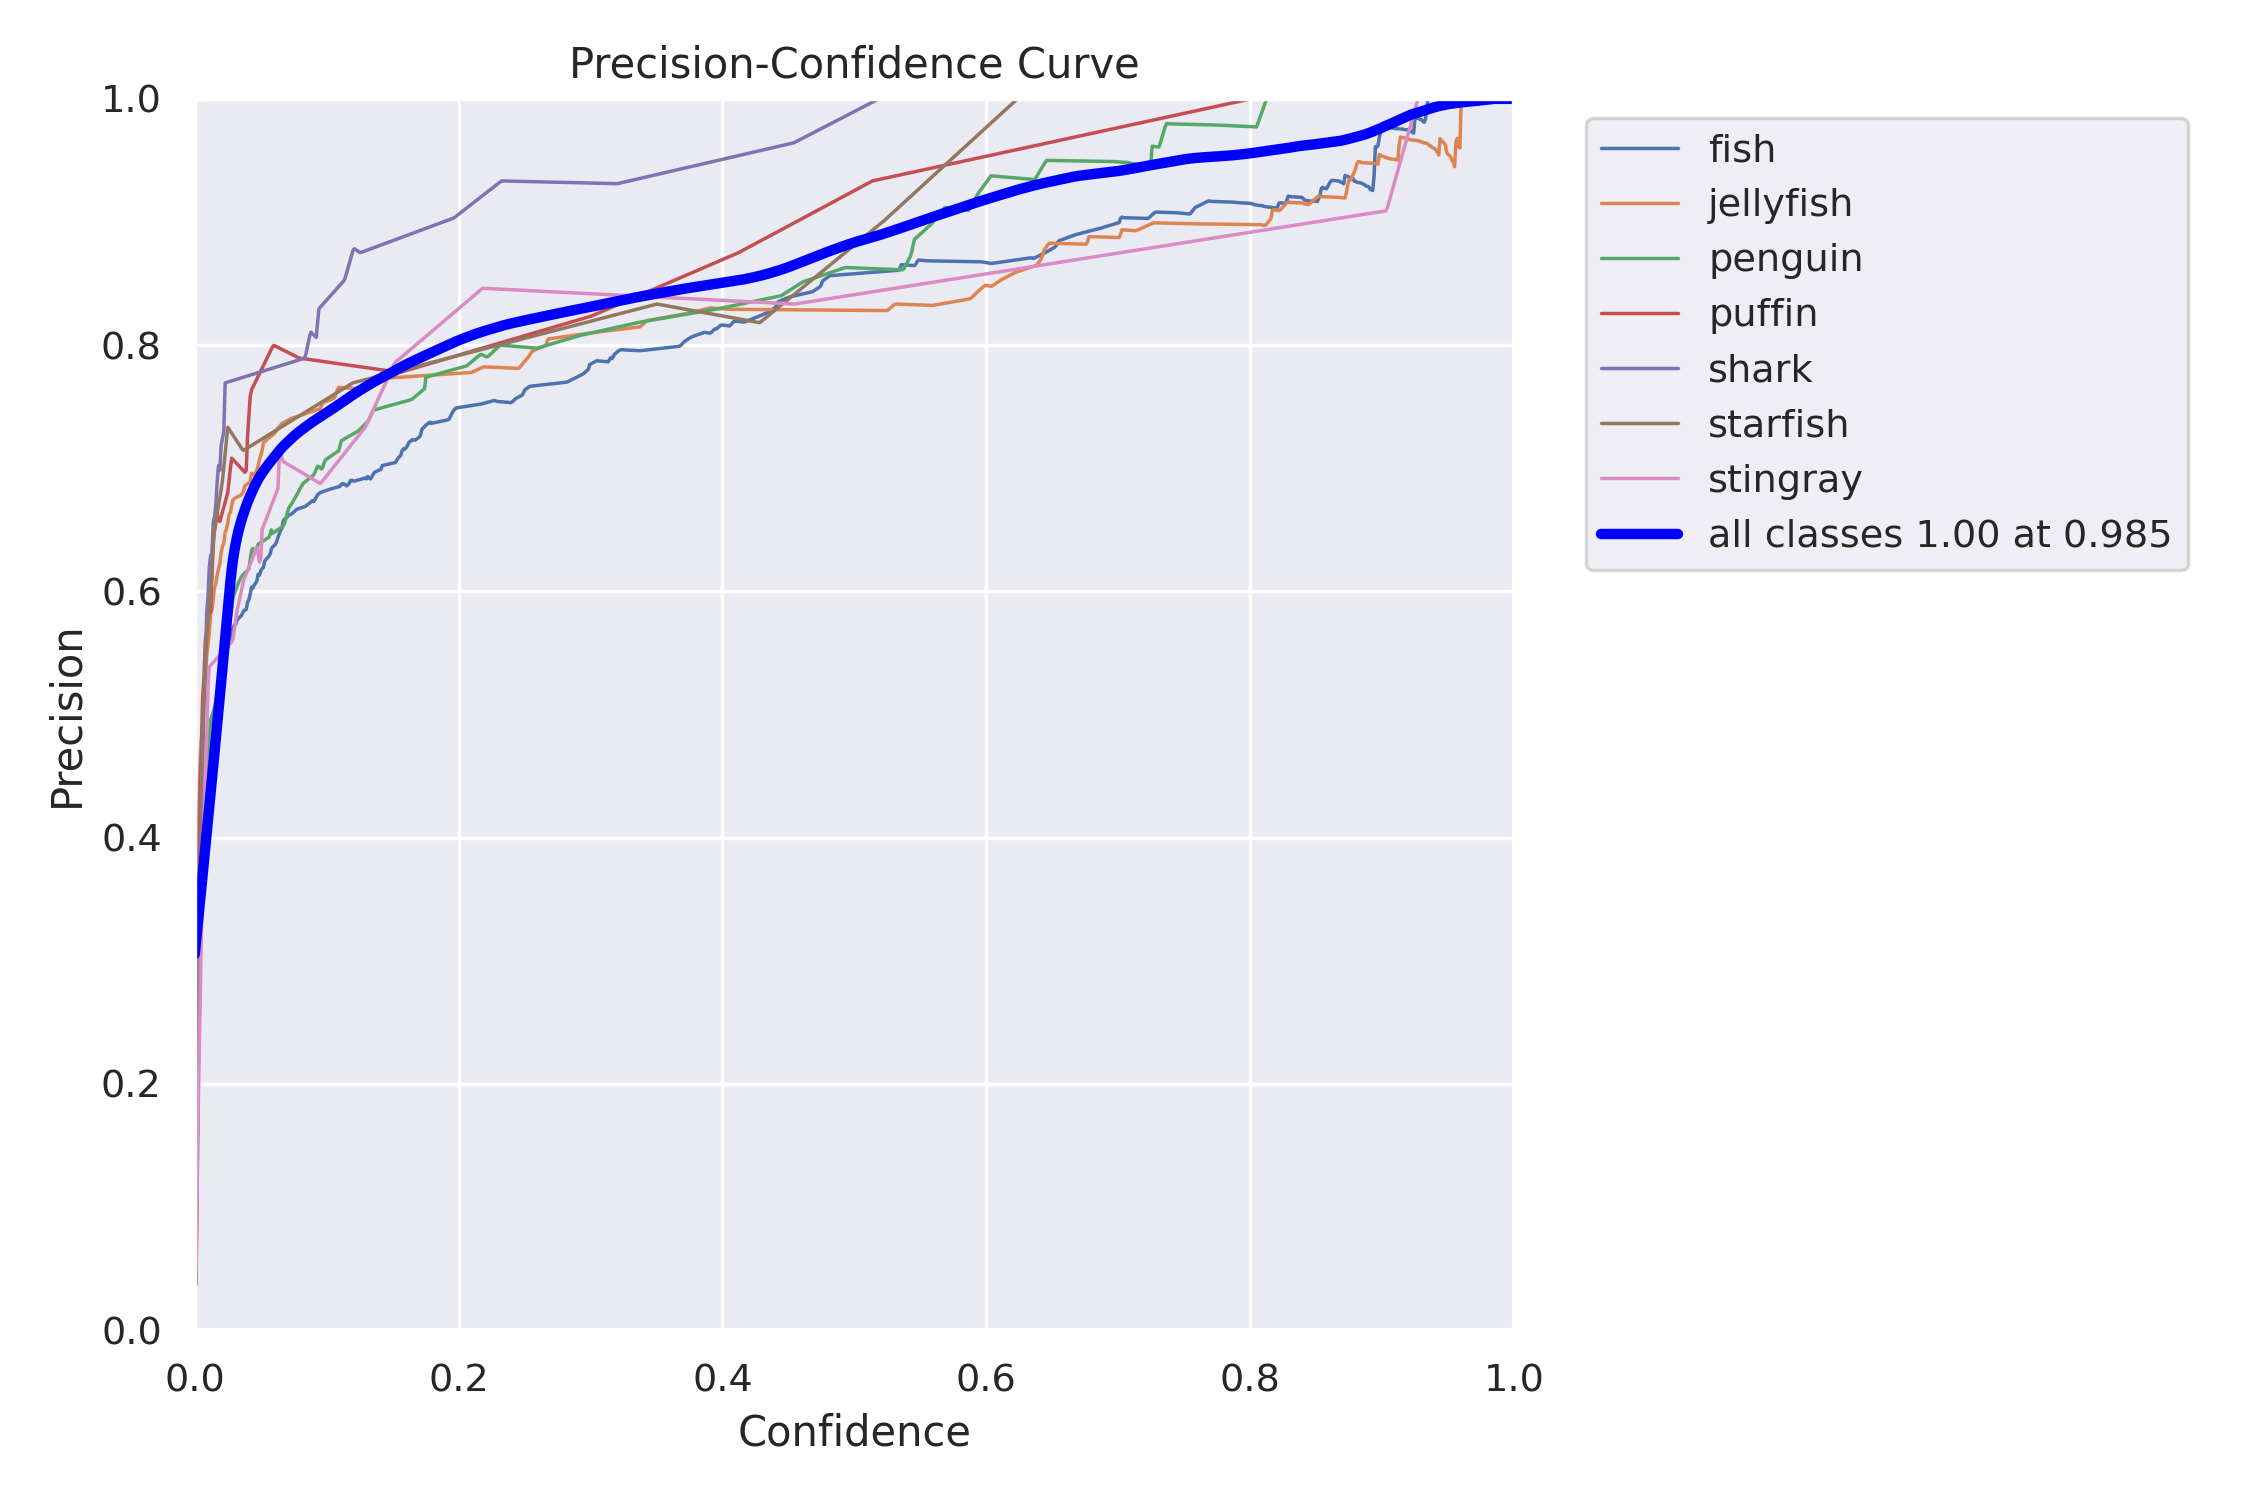 Precision-Confidence Curve
1.0
0.8
0.6
0.4
0.2
0.0
Precision
0.0 0.2 0.4 0.6 0.8 1.0
Confidence
fish
jellyfish
penguin
puffin
shark
starfish
stingray
all classes 1.00 at 0.985